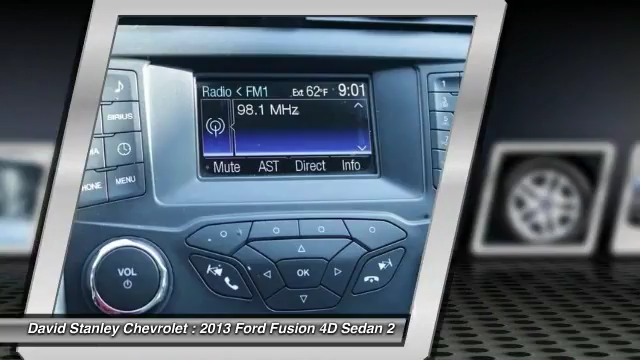 Radio < FM1 Ext 62°F 9:01
98.1 MHz
Mute AST Direct Info
SIRIUS
MENU
VOL
OK
1
David Stanley Chevrolet : 2013 Ford Fusion 4D Sedan 2